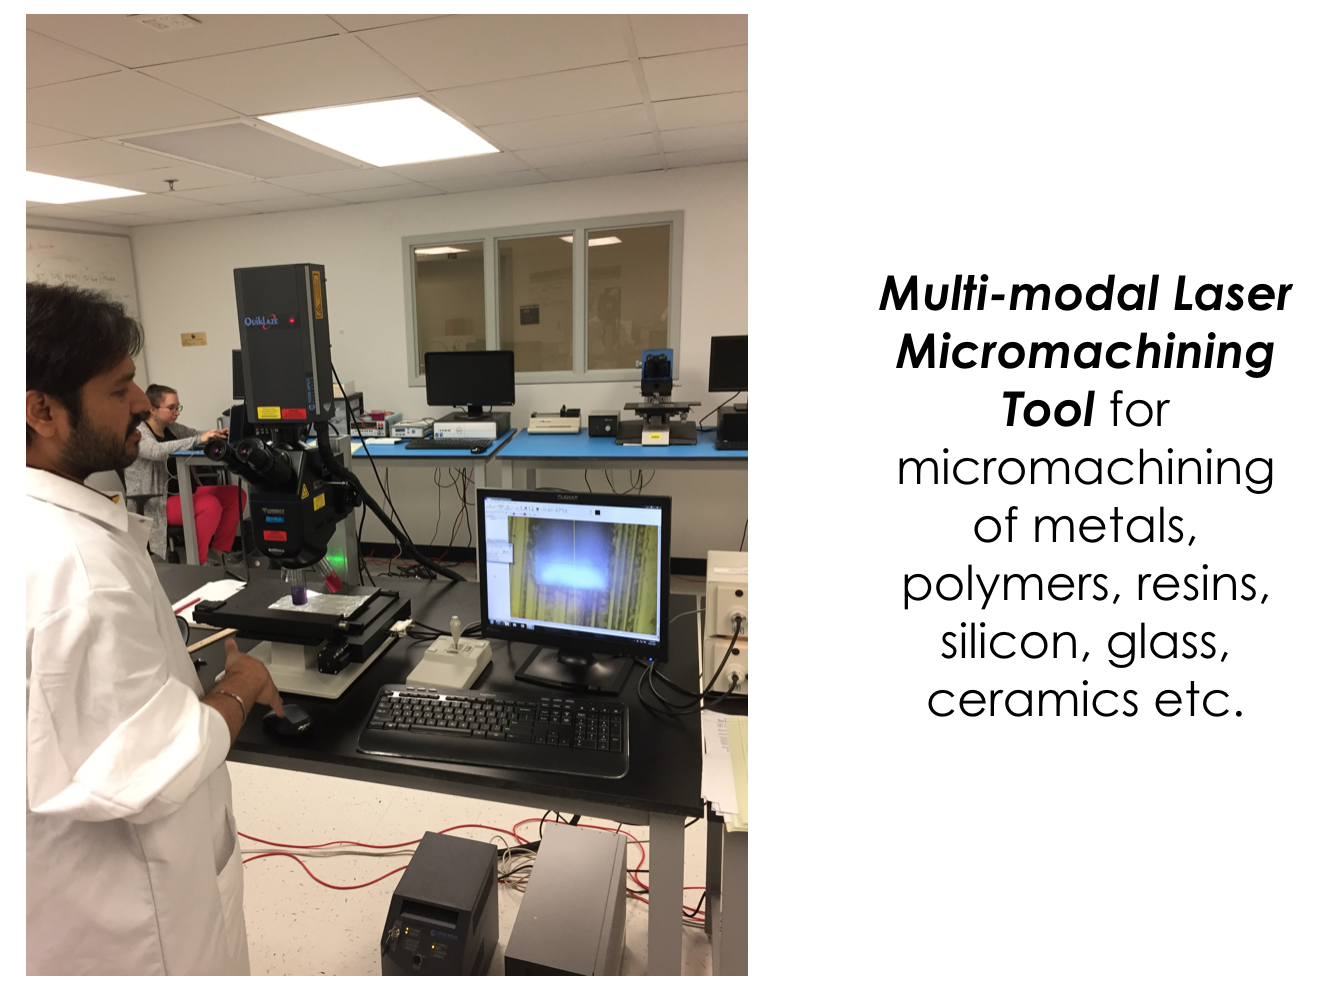 QuikLaze
Multi-modal Laser
Micromachining
Tool for
micromachining
of metals,
polymers, resins,
silicon, glass,
ceramics etc.